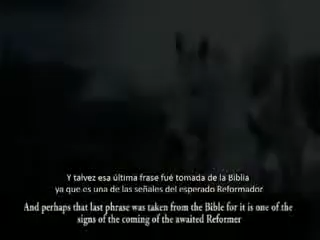 Y talvez esa última frase fué tomada de la Biblia
ya que es una de las señales del esperado Reformador
And perhaps that last phrase was taken from the Bible for it is one of the
signs of the coming of the awaited Reformer